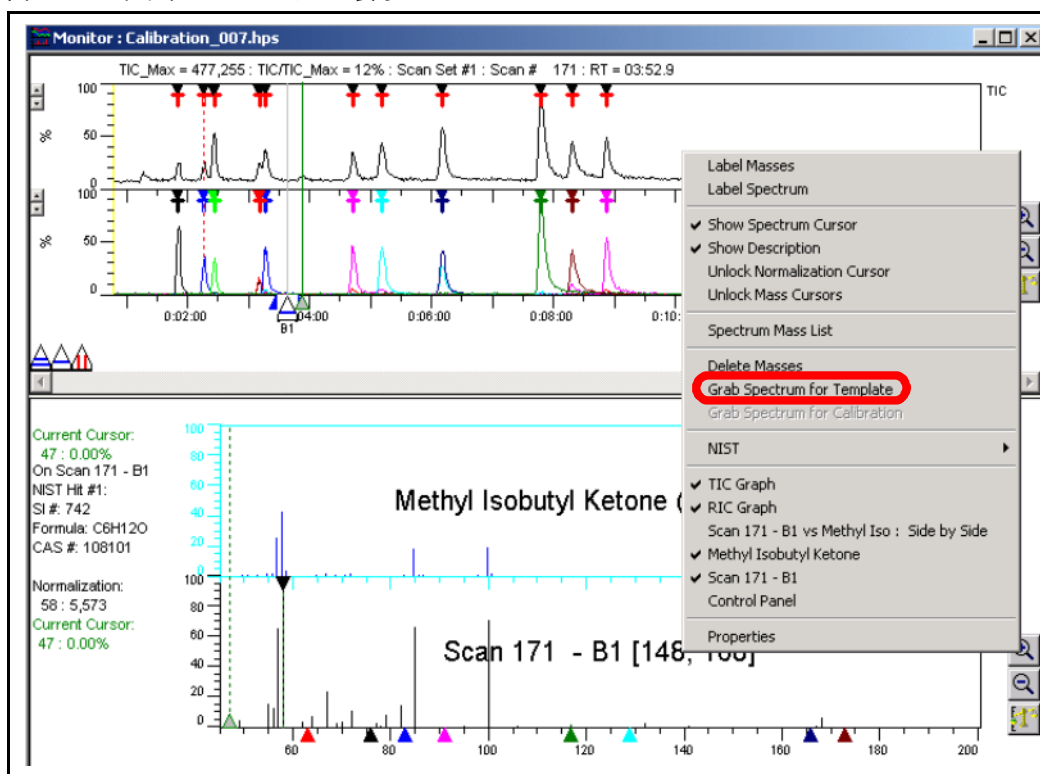 Monitor : Calibration_007.hps
TIC_Max = 477,255 : TIC/TIC_Max = 12% : Scan Set #1 : Scan # 171 : RT = 03:52.9
TIC
100
%
50
0
100
%
50
0
0:02:00
04:00
0:06:00
0:08:00
0:10:
B1
Label Masses
Label Spectrum
Show Spectrum Cursor
Show Description
Unlock Normalization Cursor
Unlock Mass Cursors
Spectrum Mass List
Delete Masses
Grab Spectrum for Template
Grab Spectrum for Calibration
NIST
TIC Graph
RIC Graph
Scan 171 - B1 vs Methyl Iso : Side by Side
Methyl Isobutyl Ketone
Scan 171 - B1
Control Panel
Properties
Current Cursor:
47 : 0.00%
On Scan 171 - B1
NIST Hit #1:
SI #: 742
Formula: C6H12O
CAS #: 108101
Normalization:
58 : 5,573
Current Cursor:
47 : 0.00%
100
80
60
40
20
0
Methyl Isobutyl Ketone (
100
80
60
40
20
0
Scan 171 - B1 [148,
60
80
100
120
140
160
180
200